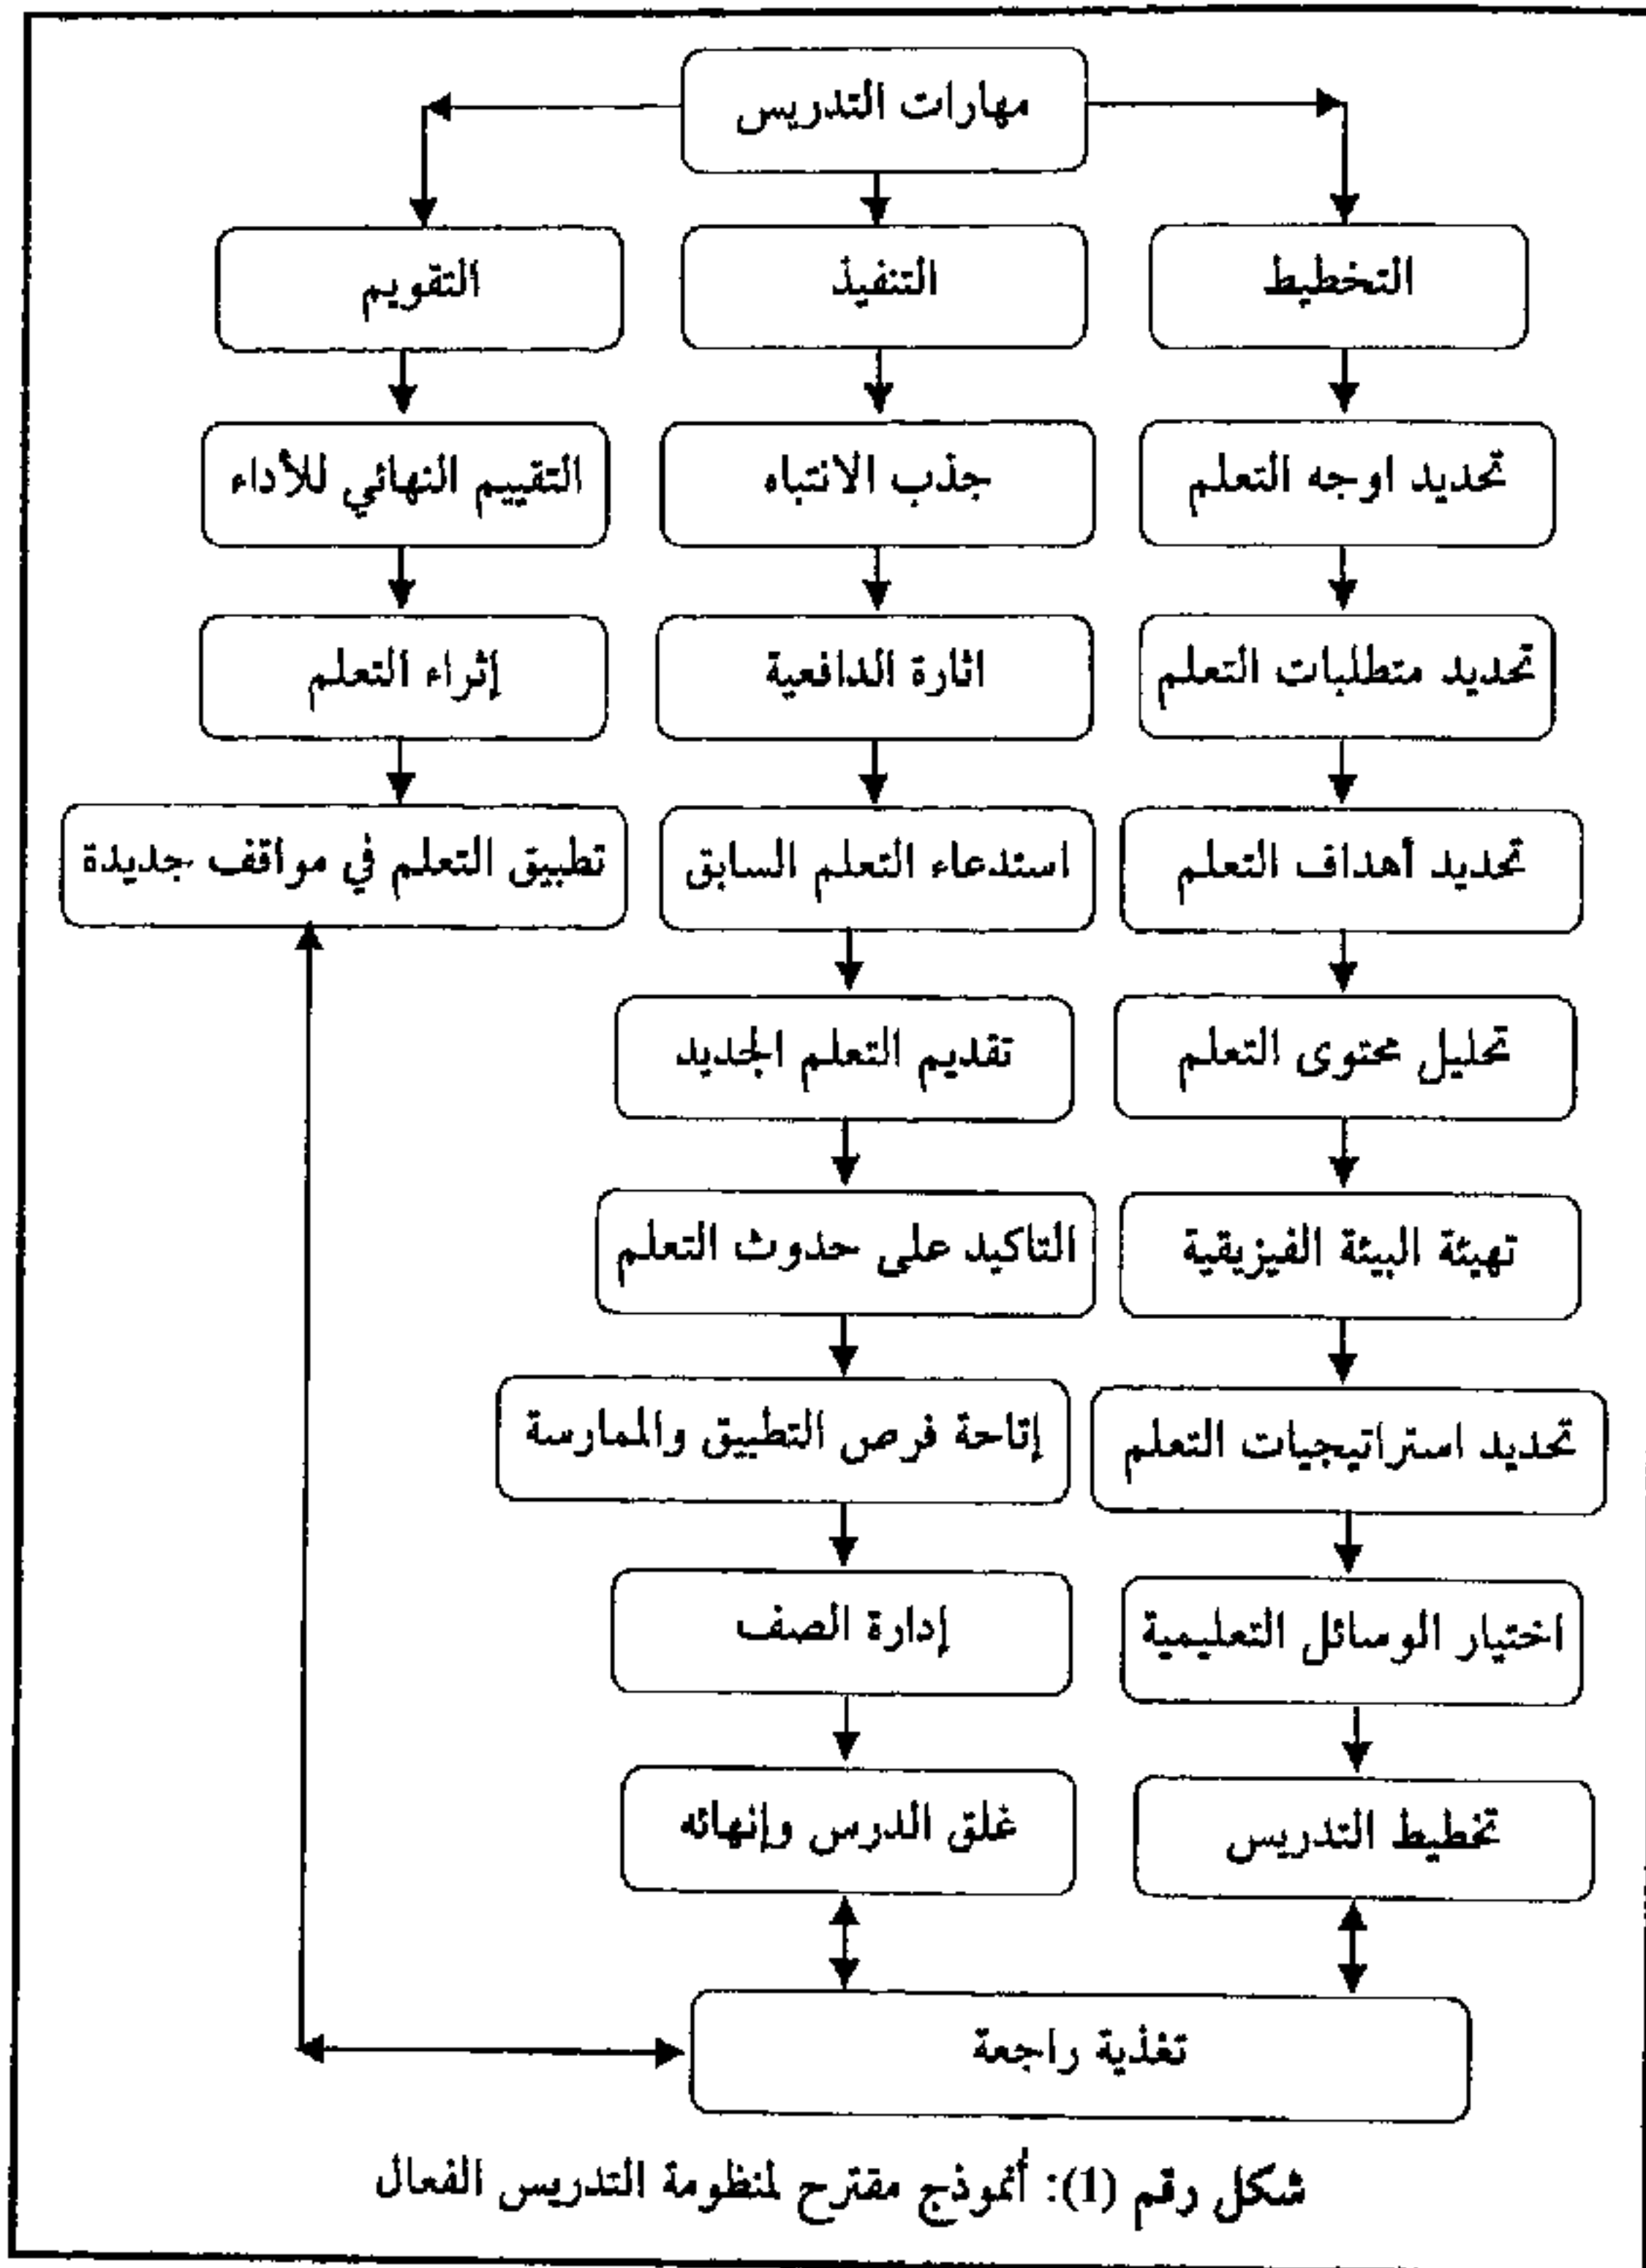 مهارات التدريس
التخطيط
التنفيذ
التقويم
تحديد اوجه التعلم
جذب الانتباه
التقييم النهائي للأداء
تحديد متطلبات التعلم
اثارة الدافعية
إثراء التعلم
تحديد أهداف التعلم
استدعاء التعلم السابق
تطبيق التعلم في مواقف جديدة
تحليل محتوى التعلم
تقديم التعلم الجديد
تهيئة البيئة الفيزيقية
التاكيد على حدوث التعلم
تحديد استراتيجيات التعلم
إتاحة فرص التطبيق والممارسة
اختيار الوسائل التعليمية
إدارة الصف
تخطيط التدريس
غلق الدرس وإنهائه
تغذية راجعة
شكل رقم (1): أنموذج مقترح لمنظومة التدريس الفعال